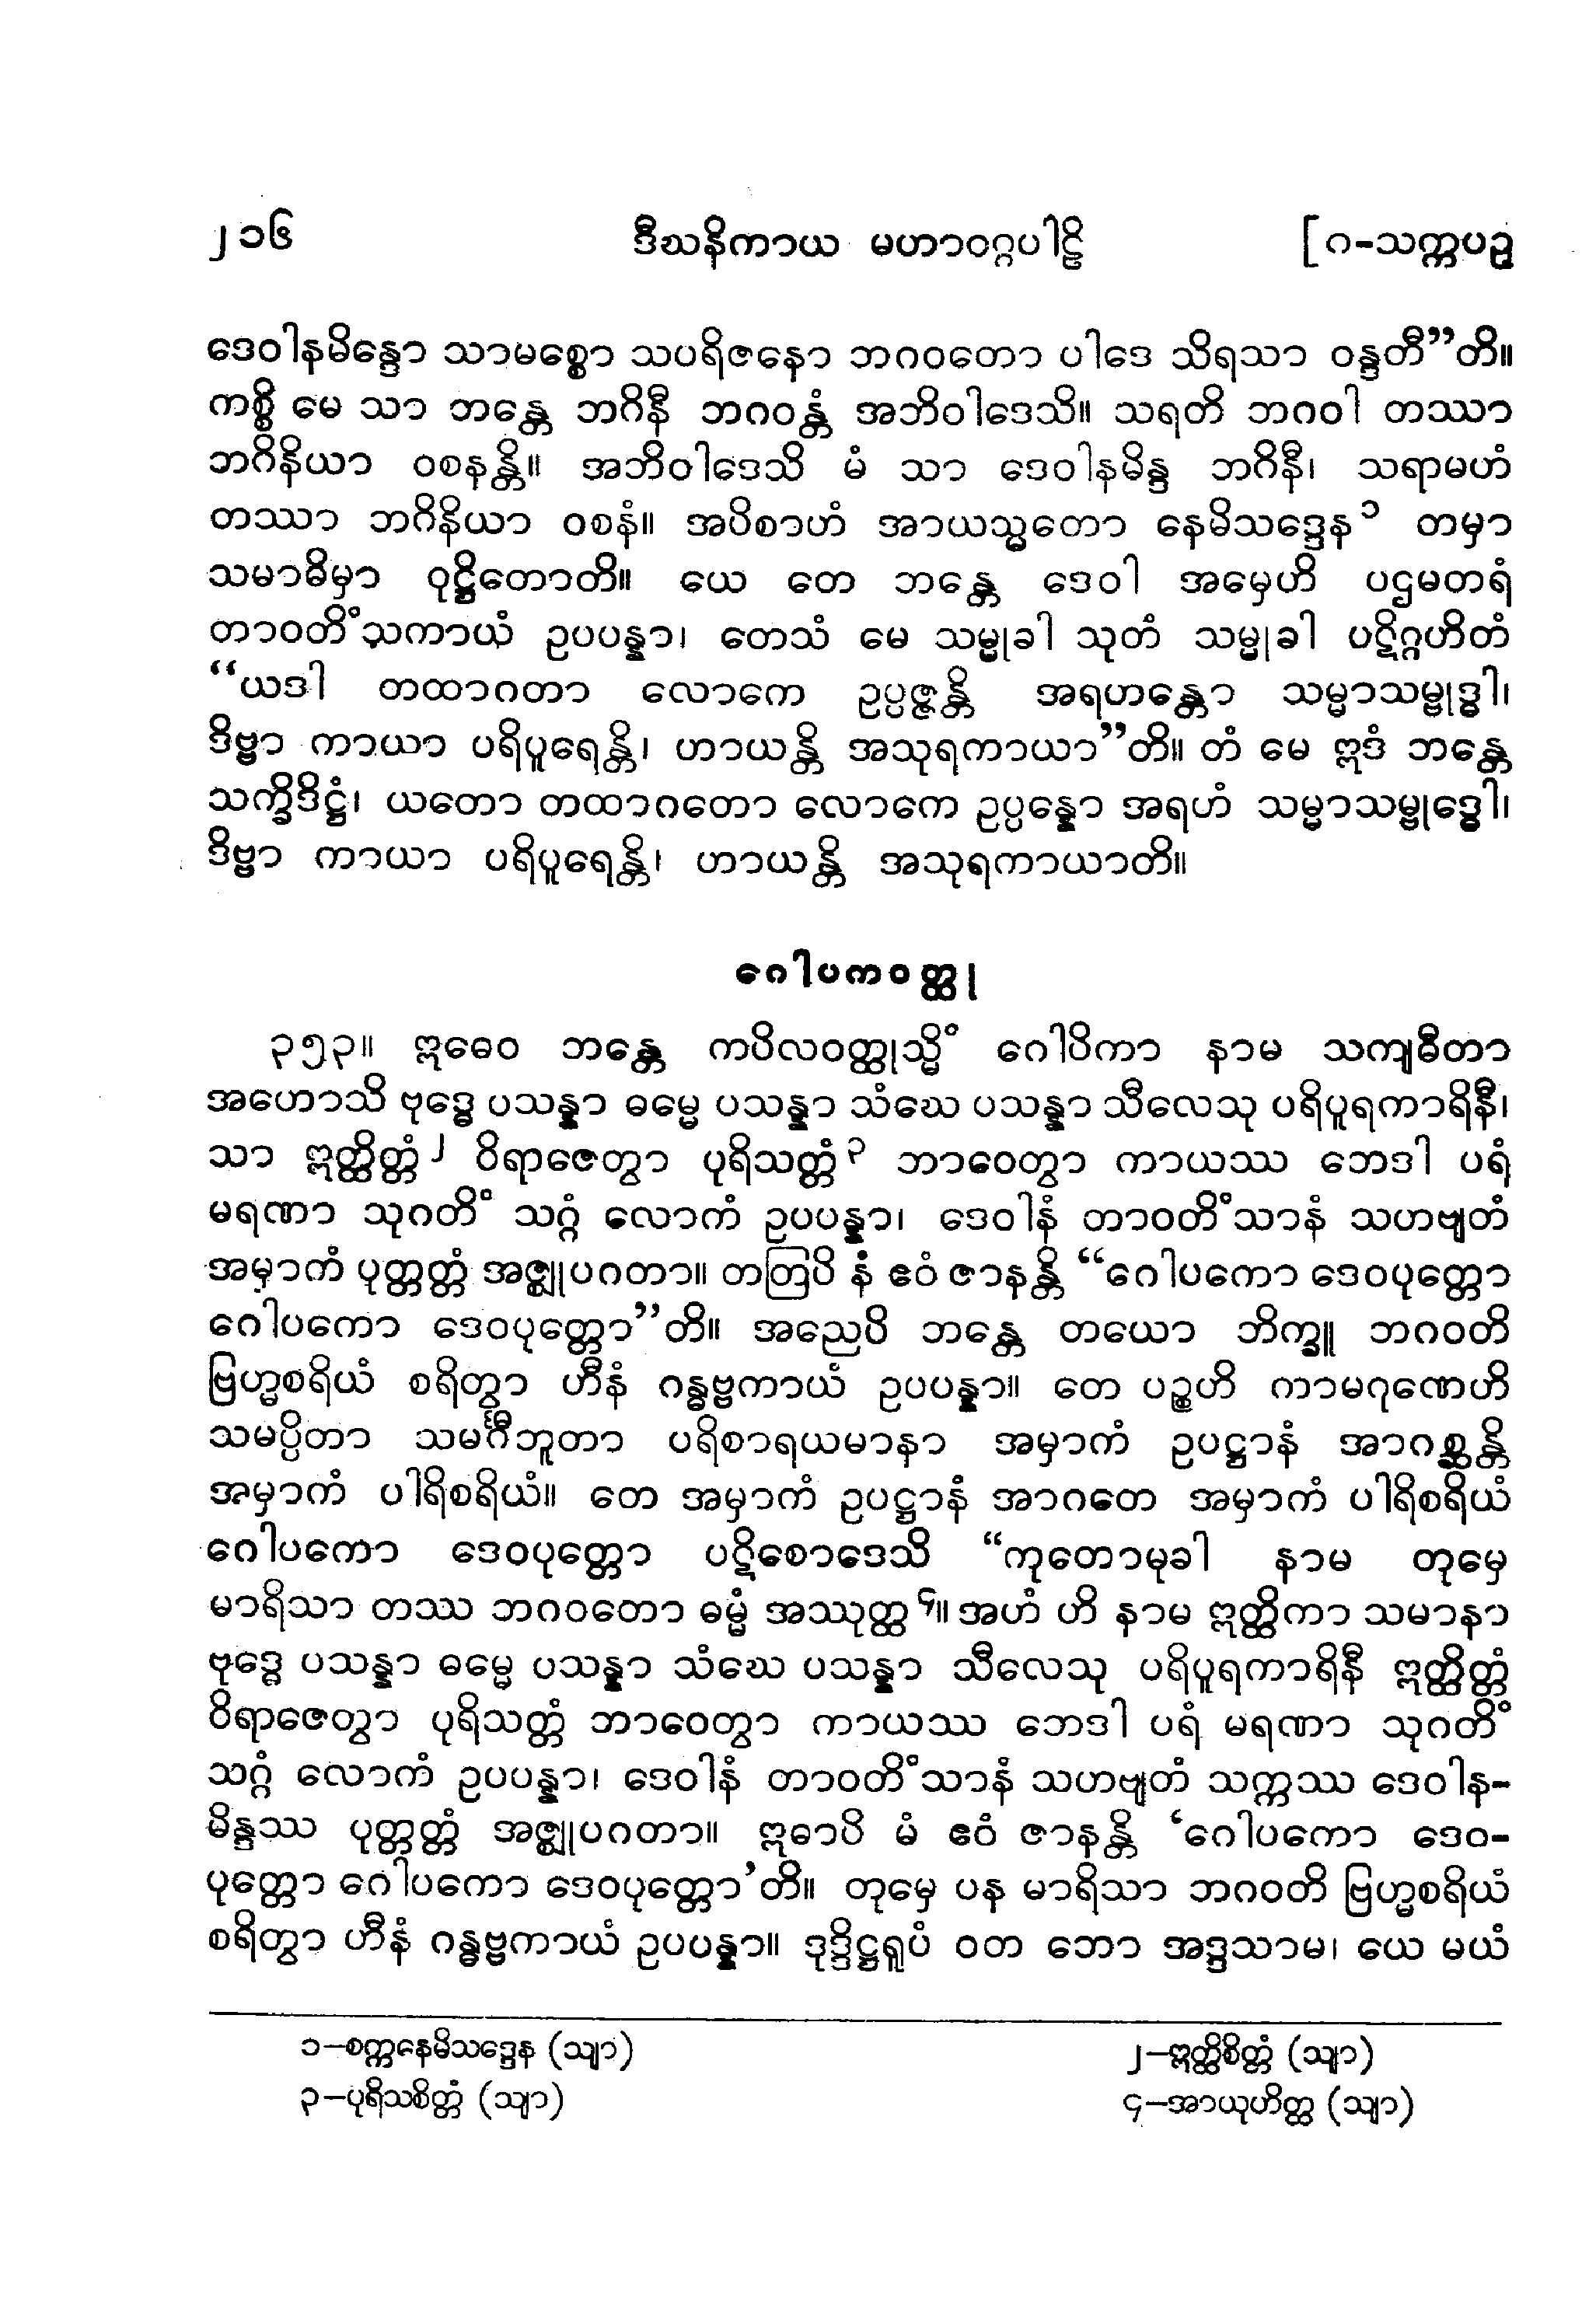 ၂၁၆ ဒီဃနိကာယ မဟာဝဂ္ဂပါဠိ [ ဂ-သက္ကပဉှ
ဒေဝါနမိန္ဒော သာမစ္စော သပရိဇနော ဘဂဝတော ပါဒေ သိရသာ ဝန္ဒတီ”တိ။
ကစ္စိ မေ သာ ဘန္တေ ဘဂိနီ ဘဂဝန္တံ အဘိဝါဒေသိ။ သရတိ ဘဂဝါ တဿာ
ဘဂိနိယာ ဝစနန္တိ။ အဘိဝါဒေသိ မံ သာ ဒေဝါနမိန္ဒ ဘဂိနီ၊ သရာမဟံ
တဿာ ဘဂိနိယာ ဝစနံ။ အပိစာဟံ အာယသ္မတော နေမိသဒ္ဒေန ၁ တမှာ
သမာဓိမှာ ဝုဋ္ဌိတောတိ။ ယေ တေ ဘန္တေ ဒေဝါ အမှေဟိ ပဌမတရံ
တာဝတိံသကာယံ ဥပပန္နာ၊ တေသံ မေ သမ္မုခါ သုတံ သမ္မုခါ ပဋိဂ္ဂဟိတံ
“ယဒါ တထာဂတာ လောကေ ဥပ္ပဇ္ဇန္တိ အရဟန္တော သမ္မာသမ္ဗုဒ္ဓါ၊
ဒိဗ္ဗာ ကာယာ ပရိပူရေန္တိ၊ ဟာယန္တိ အသုရကာယာ”တိ။ တံ မေ ဣဒံ ဘန္တေ
သက္ခိဒိဋ္ဌံ၊ ယတော တထာဂတော လောကေ ဥပ္ပန္နော အရဟံ သမ္မာသမ္ဗုဒ္ဓေါ၊
ဒိဗ္ဗာ ကာယာ ပရိပူရေန္တိ၊ ဟာယန္တိ အသုရကာယာတိ။
ဂေါပကဝတ္ထု
၃၅၃။ ဣဓေဝ ဘန္တေ ကပိလဝတ္ထုသ္မိံ ဂေါပိကာ နာမ သကျဓီတာ
အဟောသိ ဗုဒ္ဓေ ပသန္နာ ဓမ္မေ ပသန္နာ သံဃေ ပသန္နာ သီလေသု ပရိပူရကာရိနီ၊
သာ ဣတ္ထိတ္တံ ၂ ဝိရာဇေတွာ ပုရိသတ္တံ ၃ ဘာဝေတွာ ကာယဿ ဘေဒါ ပရံ
မရဏာ သုဂတိံ သဂ္ဂံ လောကံ ဥပပန္နာ၊ ဒေဝါနံ တာဝတိံသာနံ သဟဗျတံ
အမှာကံ ပုတ္တတ္တံ အဇ္ဈုပဂတာ။ တတြပိ နံ ဧဝံ ဇာနန္တိ “ဂေါပကော ဒေဝပုတ္တော
ဂေါပကော ဒေဝပုတ္တော”တိ။ အညေပိ ဘန္တေ တယော ဘိက္ခူ ဘဂဝတိ
ဗြဟ္မစရိယံ စရိတွာ ဟီနံ ဂန္ဓဗ္ဗကာယံ ဥပပန္နာ။ တေ ပဉ္စဟိ ကာမဂုဏေဟိ
သမပ္ပိတာ သမင်္ဂီဘူတာ ပရိစာရယမာနာ အမှာကံ ဥပဋ္ဌာနံ အာဂစ္ဆန္တိ
အမှာကံ ပါရိစရိယံ။ တေ အမှာကံ ဥပဋ္ဌာနံ အာဂတေ အမှာကံ ပါရိစရိယံ
ဂေါပကော ဒေဝပုတ္တော ပဋိစောဒေသိ “ကုတောမုခါ နာမ တုမှေ
မာရိသာ တဿ ဘဂဝတော ဓမ္မံ အဿုတ္ထ ၄။ အဟံ ဟိ နာမ ဣတ္ထိကာ သမာနာ
ဗုဒ္ဓေ ပသန္နာ ဓမ္မေ ပသန္နာ သံဃေ ပသန္နာ သီလေသု ပရိပူရကာရိနီ ဣတ္ထိတ္တံ
ဝိရာဇေတွာ ပုရိသတ္တံ ဘာဝေတွာ ကာယဿ ဘေဒါ ပရံ မရဏာ သုဂတိံ
သဂ္ဂံ လောကံ ဥပပန္နာ၊ ဒေဝါနံ တာဝတိံသာနံ သဟဗျတံ သက္ကဿ ဒေဝါန-
မိန္ဒဿ ပုတ္တတ္တံ အဇ္ဈုပဂတာ။ ဣဓာပိ မံ ဧဝံ ဇာနန္တိ ‘ဂေါပကော ဒေဝ-
ပုတ္တော ဂေါပကော ဒေဝပုတ္တော’တိ။ တုမှေ ပန မာရိသာ ဘဂဝတိ ဗြဟ္မစရိယံ
စရိတွာ ဟီနံ ဂန္ဓဗ္ဗကာယံ ဥပပန္နာ။ ဒုဒ္ဒိဋ္ဌရူပံ ဝတ ဘော အဒ္ဒသာမ၊ ယေ မယံ
၁–စက္ကနေမိသဒ္ဒေန (သျာ) ၂–ဣတ္ထိစိတ္တံ (သျာ)
၃–ပုရိသစိတ္တံ (သျာ) ၄–အာယုဟိတ္ထ (သျာ)